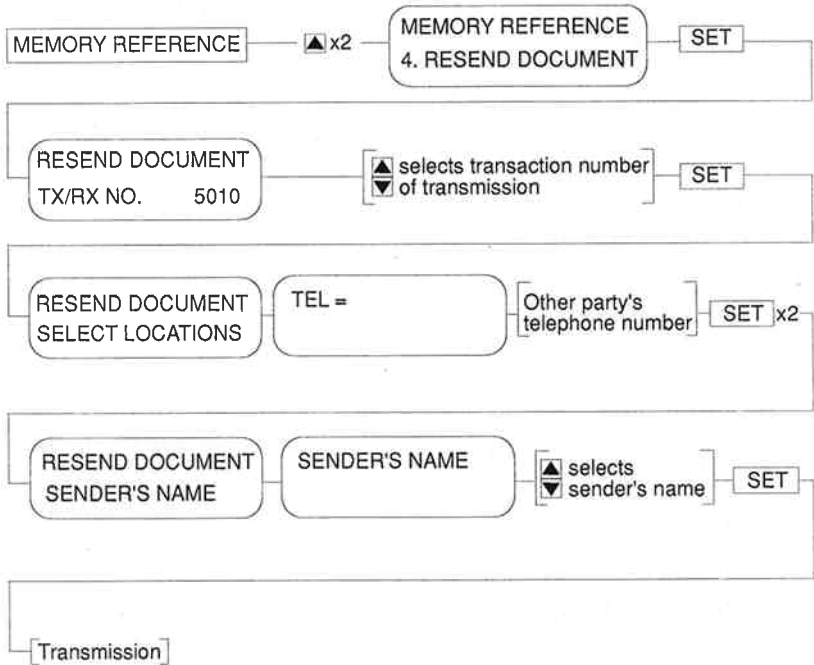 MEMORY REFERENCE
▲ x2
MEMORY REFERENCE
4. RESEND DOCUMENT
SET
RESEND DOCUMENT
TX/RX NO. 5010
▲ selects transaction number
▼ of transmission
SET
RESEND DOCUMENT
SELECT LOCATIONS
TEL =
Other party's
telephone number
SET x2
RESEND DOCUMENT
SENDER'S NAME
SENDER'S NAME
▲ selects
▼ sender's name
SET
Transmission